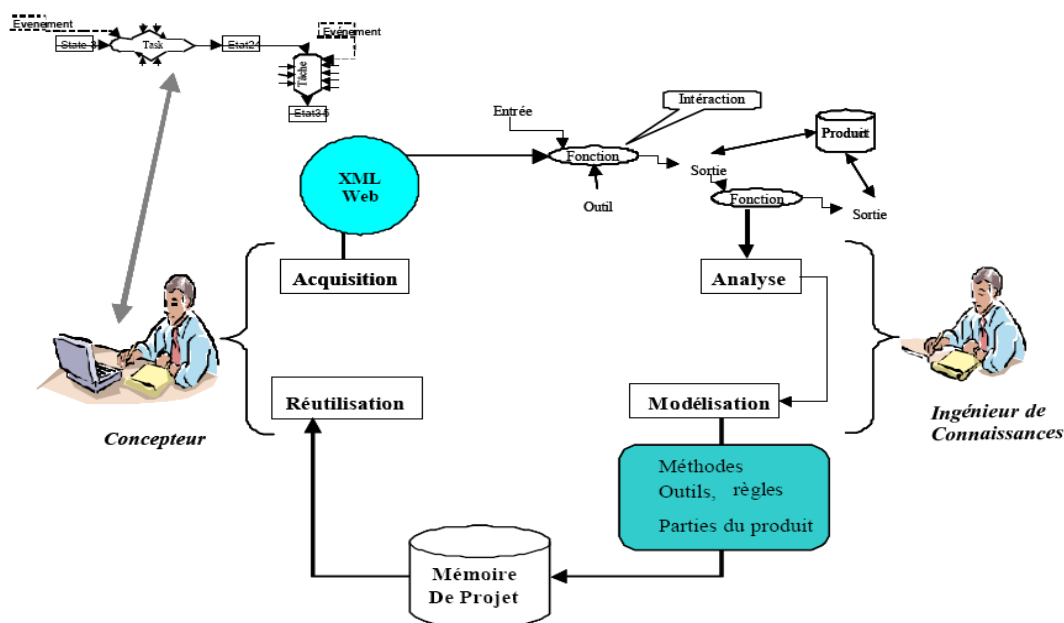 Evenement
State 3
Task
Etat24
Evénement
Tâche
Etat35
Intéraction
Entrée
Fonction
Produit
XML
Web
Sortie
Outil
Fonction
Sortie
Acquisition
Analyse
Réutilisation
Modélisation
Concepteur
Ingénieur de
Connaissances
Méthodes
Outils, règles
Parties du produit
Mémoire
De Projet